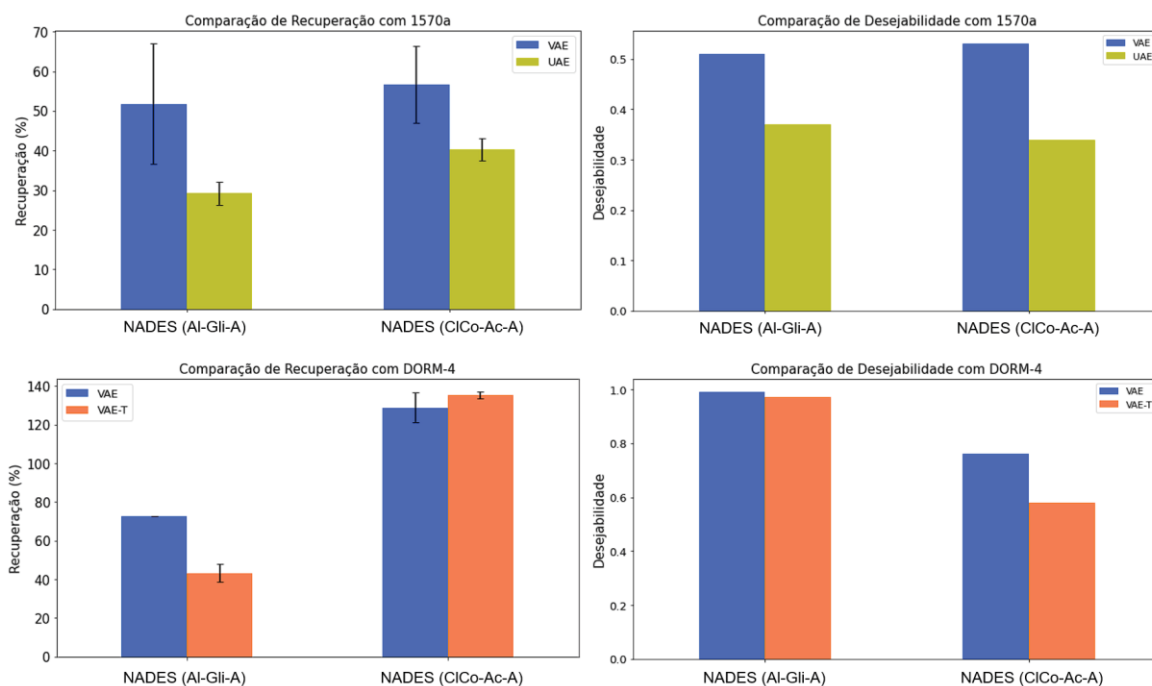 Comparação de Recuperação com 1570a
Recuperação (%)
70
60
50
40
30
20
10
0
VAE
UAE
NADES (Al-Gli-A)
NADES (ClCo-Ac-A)
Comparação de Desejabilidade com 1570a
Desejabilidade
0.5
0.4
0.3
0.2
0.1
0.0
VAE
UAE
NADES (Al-Gli-A)
NADES (ClCo-Ac-A)
Comparação de Recuperação com DORM-4
Recuperação (%)
140
120
100
80
60
40
20
0
VAE
VAE-T
NADES (Al-Gli-A)
NADES (ClCo-Ac-A)
Comparação de Desejabilidade com DORM-4
Desejabilidade
1.0
0.8
0.6
0.4
0.2
0.0
VAE
VAE-T
NADES (Al-Gli-A)
NADES (ClCo-Ac-A)